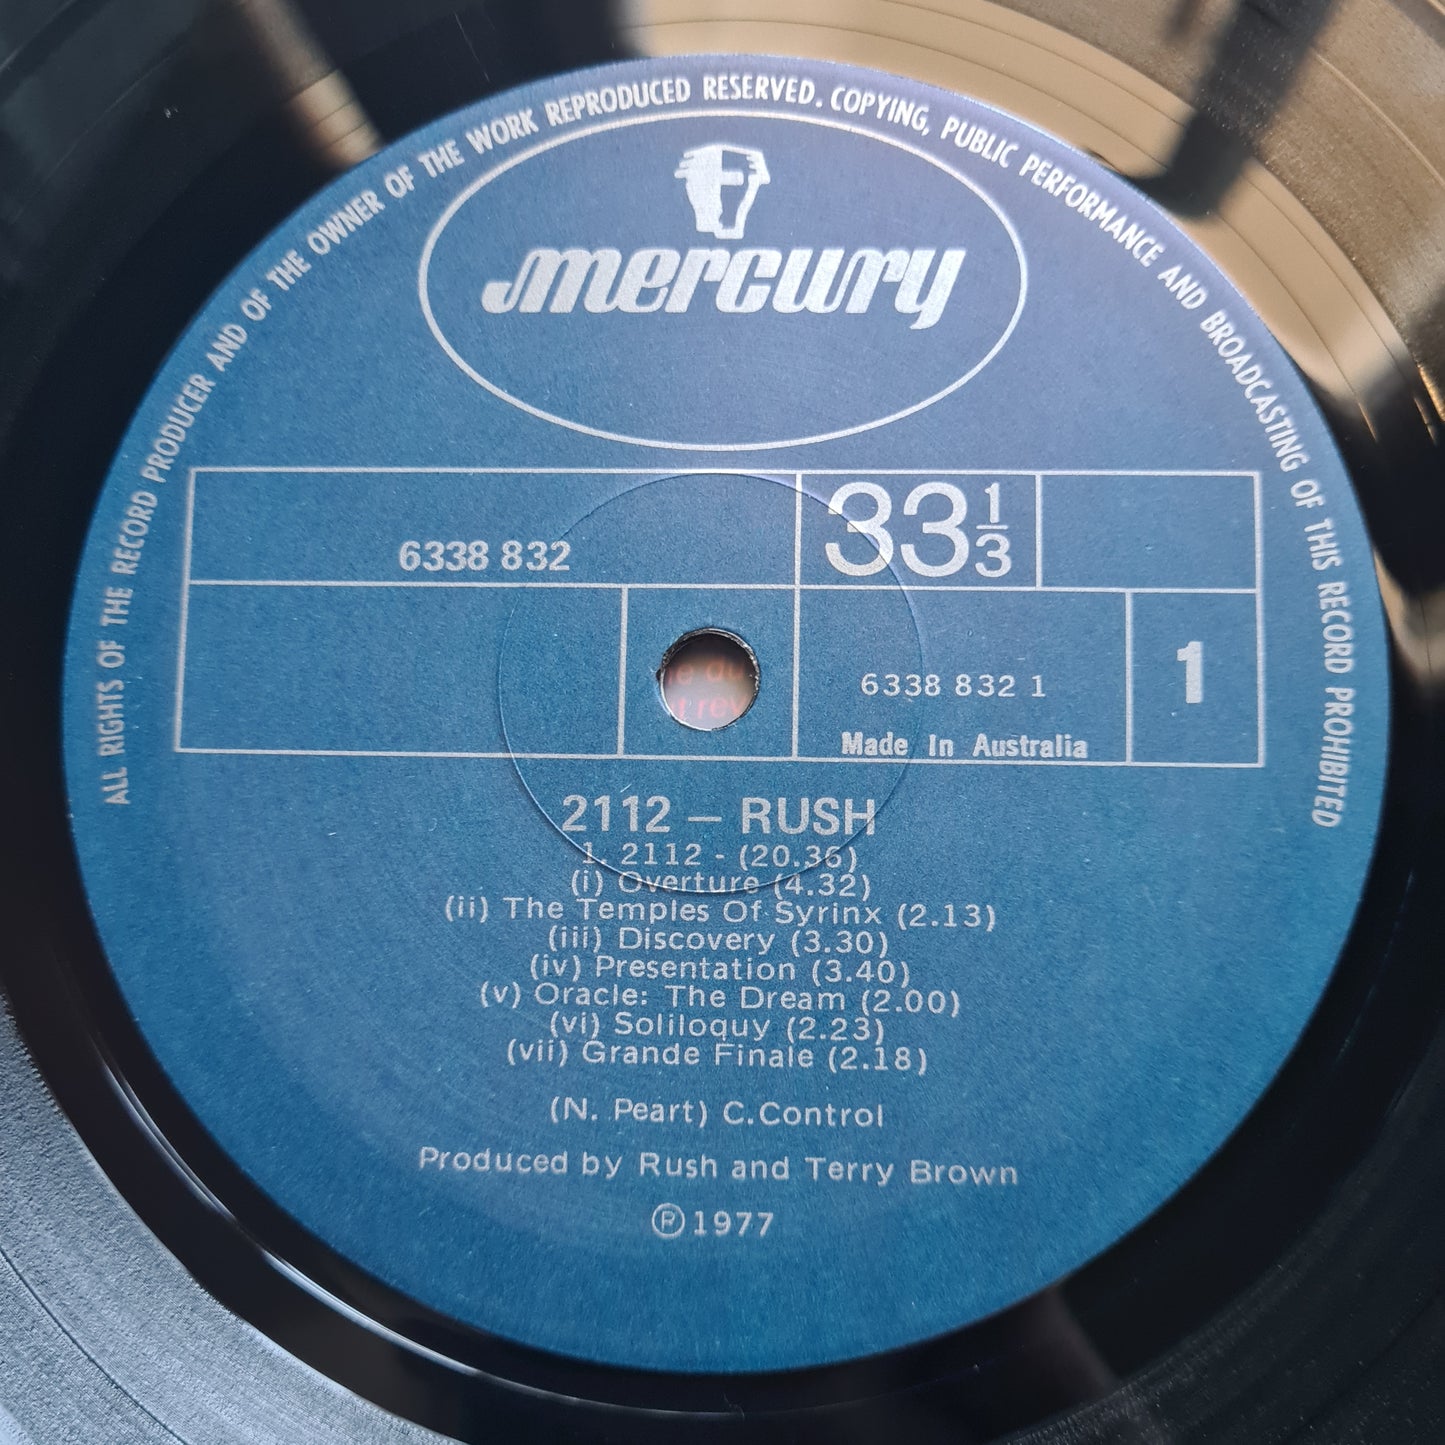 ALL RIGHTS OF THE RECORD PRODUCER AND OF THE OWNER OF THE WORK REPRODUCED RESERVED. COPYING, PUBLIC PERFORMANCE AND BROADCASTING OF THIS RECORD PROHIBITED
mercury
6338 832
33 1/3
6338 832 1
1
Made In Australia
2112 — RUSH
1. 2112 - (20.36)
(i) Overture (4.32)
(ii) The Temples Of Syrinx (2.13)
(iii) Discovery (3.30)
(iv) Presentation (3.40)
(v) Oracle: The Dream (2.00)
(vi) Soliloquy (2.23)
(vii) Grande Finale (2.18)
(N. Peart) C.Control
Produced by Rush and Terry Brown
Ⓟ 1977